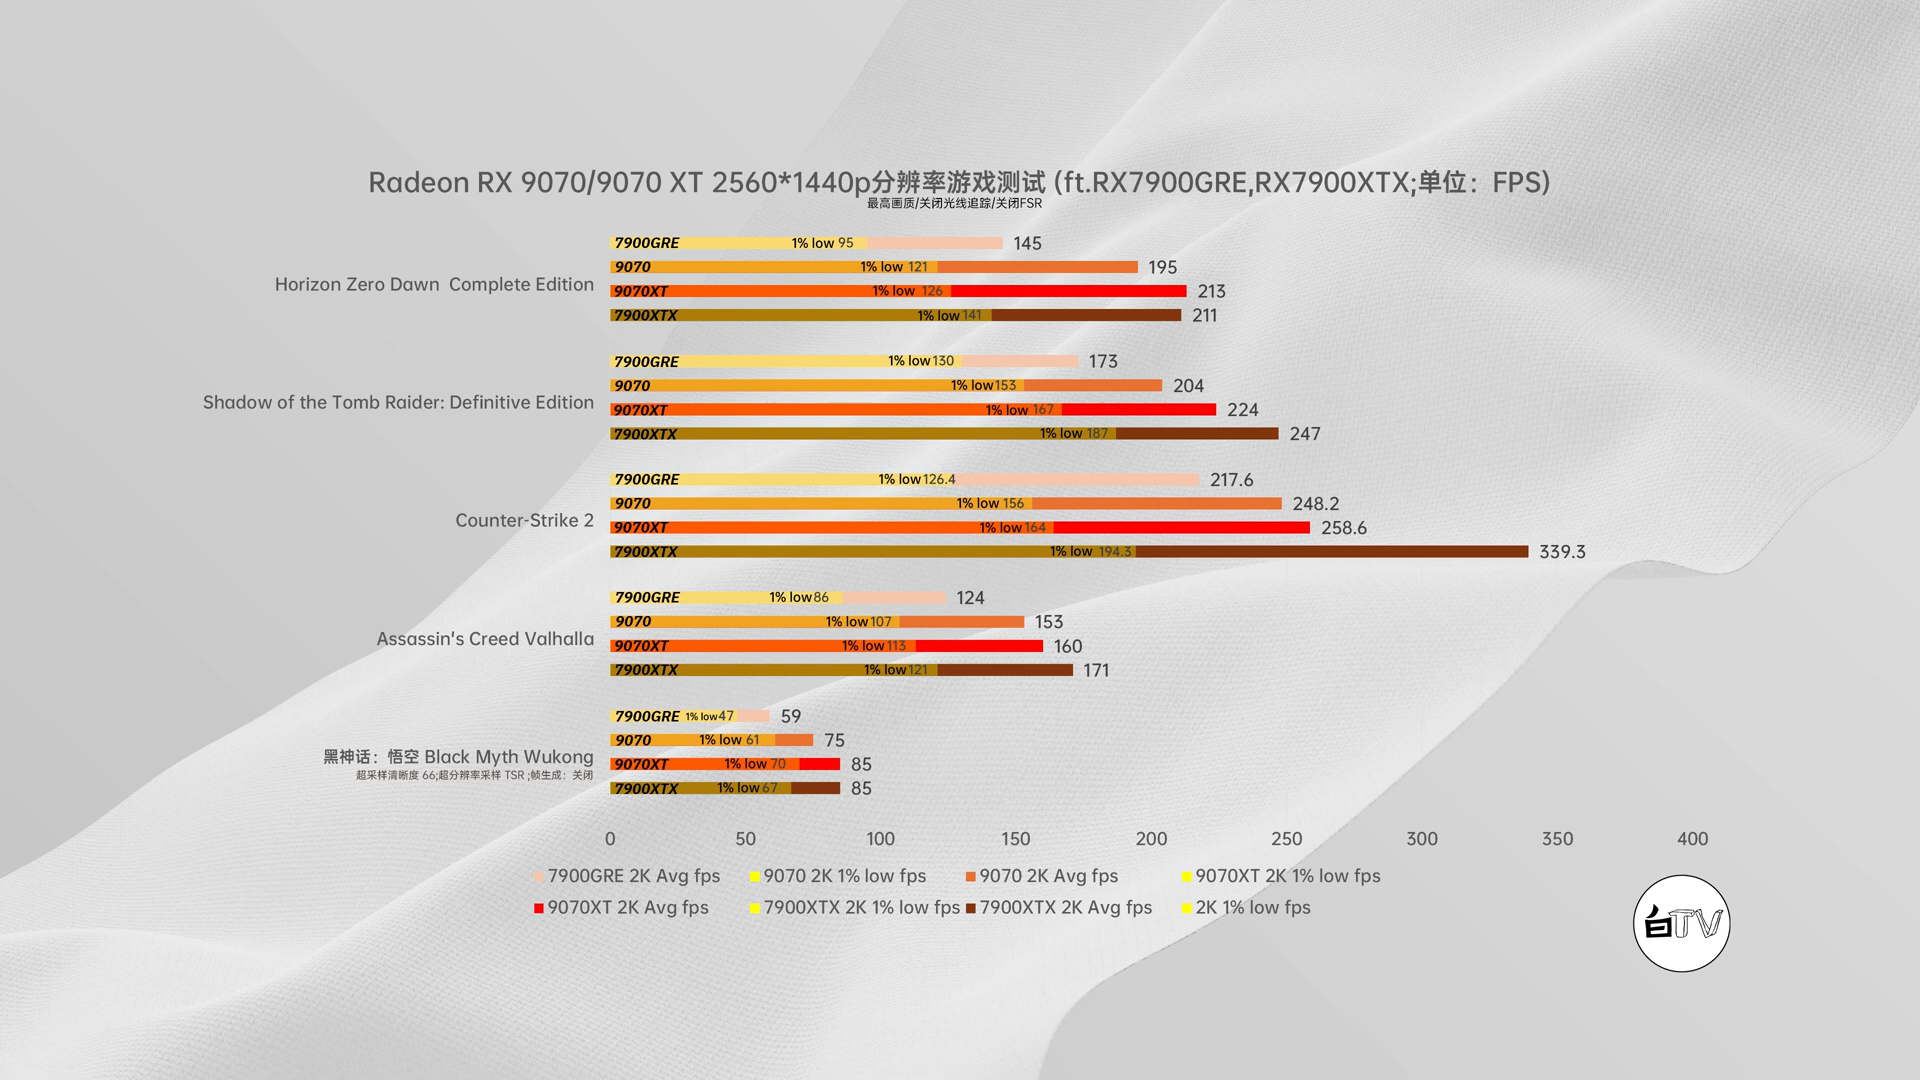 Radeon RX 9070/9070 XT 2560*1440p分辨率游戏测试 (ft.RX7900GRE,RX7900XTX;单位：FPS)
最高画质/关闭光线追踪/关闭FSR
7900GRE 1% low 95 145
9070 1% low 121 195
Horizon Zero Dawn  Complete Edition
9070XT 1% low 126 213
7900XTX 1% low 141 211
7900GRE 1% low 130 173
9070 1% low 153 204
Shadow of the Tomb Raider: Definitive Edition
9070XT 1% low 167 224
7900XTX 1% low 187 247
7900GRE 1% low 126.4 217.6
9070 1% low 156 248.2
Counter-Strike 2
9070XT 1% low 164 258.6
7900XTX 1% low 194.3 339.3
7900GRE 1% low 86 124
9070 1% low 107 153
Assassin's Creed Valhalla
9070XT 1% low 113 160
7900XTX 1% low 121 171
7900GRE 1% low 47 59
9070 1% low 61 75
黑神话：悟空 Black Myth Wukong
9070XT 1% low 70 85
超采样清晰度 66;超分辨率采样 TSR ;帧生成：关闭
7900XTX 1% low 67 85
0 50 100 150 200 250 300 350 400
7900GRE 2K Avg fps 9070 2K 1% low fps 9070 2K Avg fps 9070XT 2K 1% low fps
9070XT 2K Avg fps 7900XTX 2K 1% low fps 7900XTX 2K Avg fps 2K 1% low fps
白TV